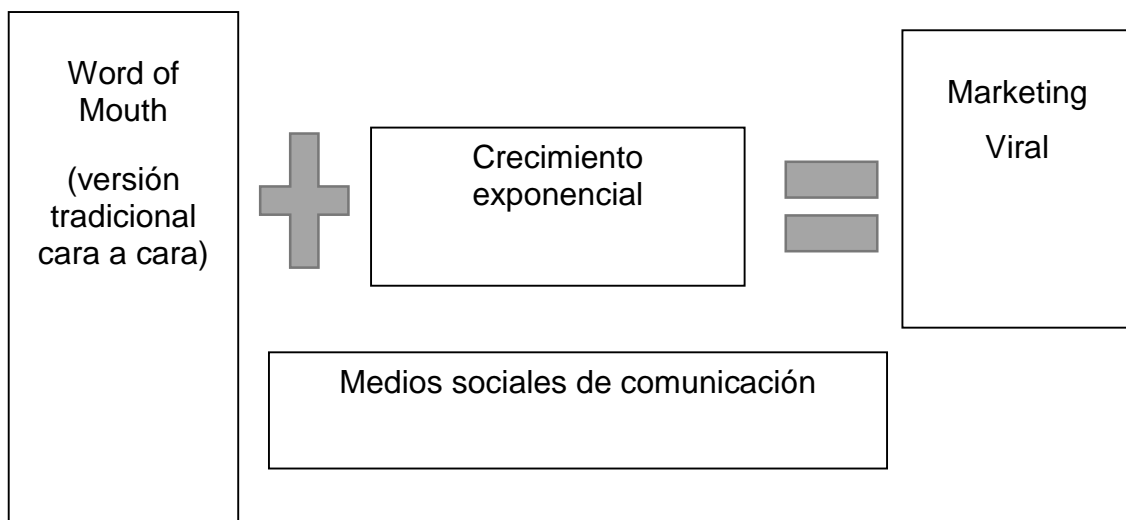 Word of
Mouth
(versión
tradicional
cara a cara)
Crecimiento
exponencial
Marketing
Viral
Medios sociales de comunicación